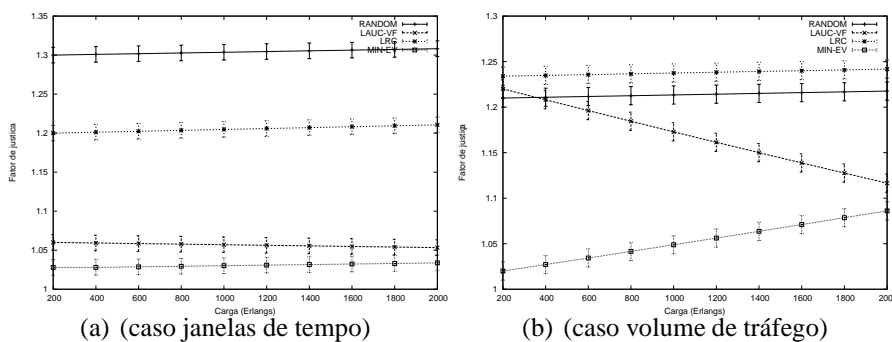 1.35
1.3
1.25
1.2
1.15
1.1
1.05
1
Fator de justica
RANDOM
LAUC-VF
LRC
MIN-EV
200 400 600 800 1000 1200 1400 1600 1800 2000
Carga (Erlangs)
(a) (caso janelas de tempo)
1.3
1.25
1.2
1.15
1.1
1.05
1
Fator de justiça
RANDOM
LAUC-VF
LRC
MIN-EV
200 400 600 800 1000 1200 1400 1600 1800 2000
Carga (Erlangs)
(b) (caso volume de tráfego)